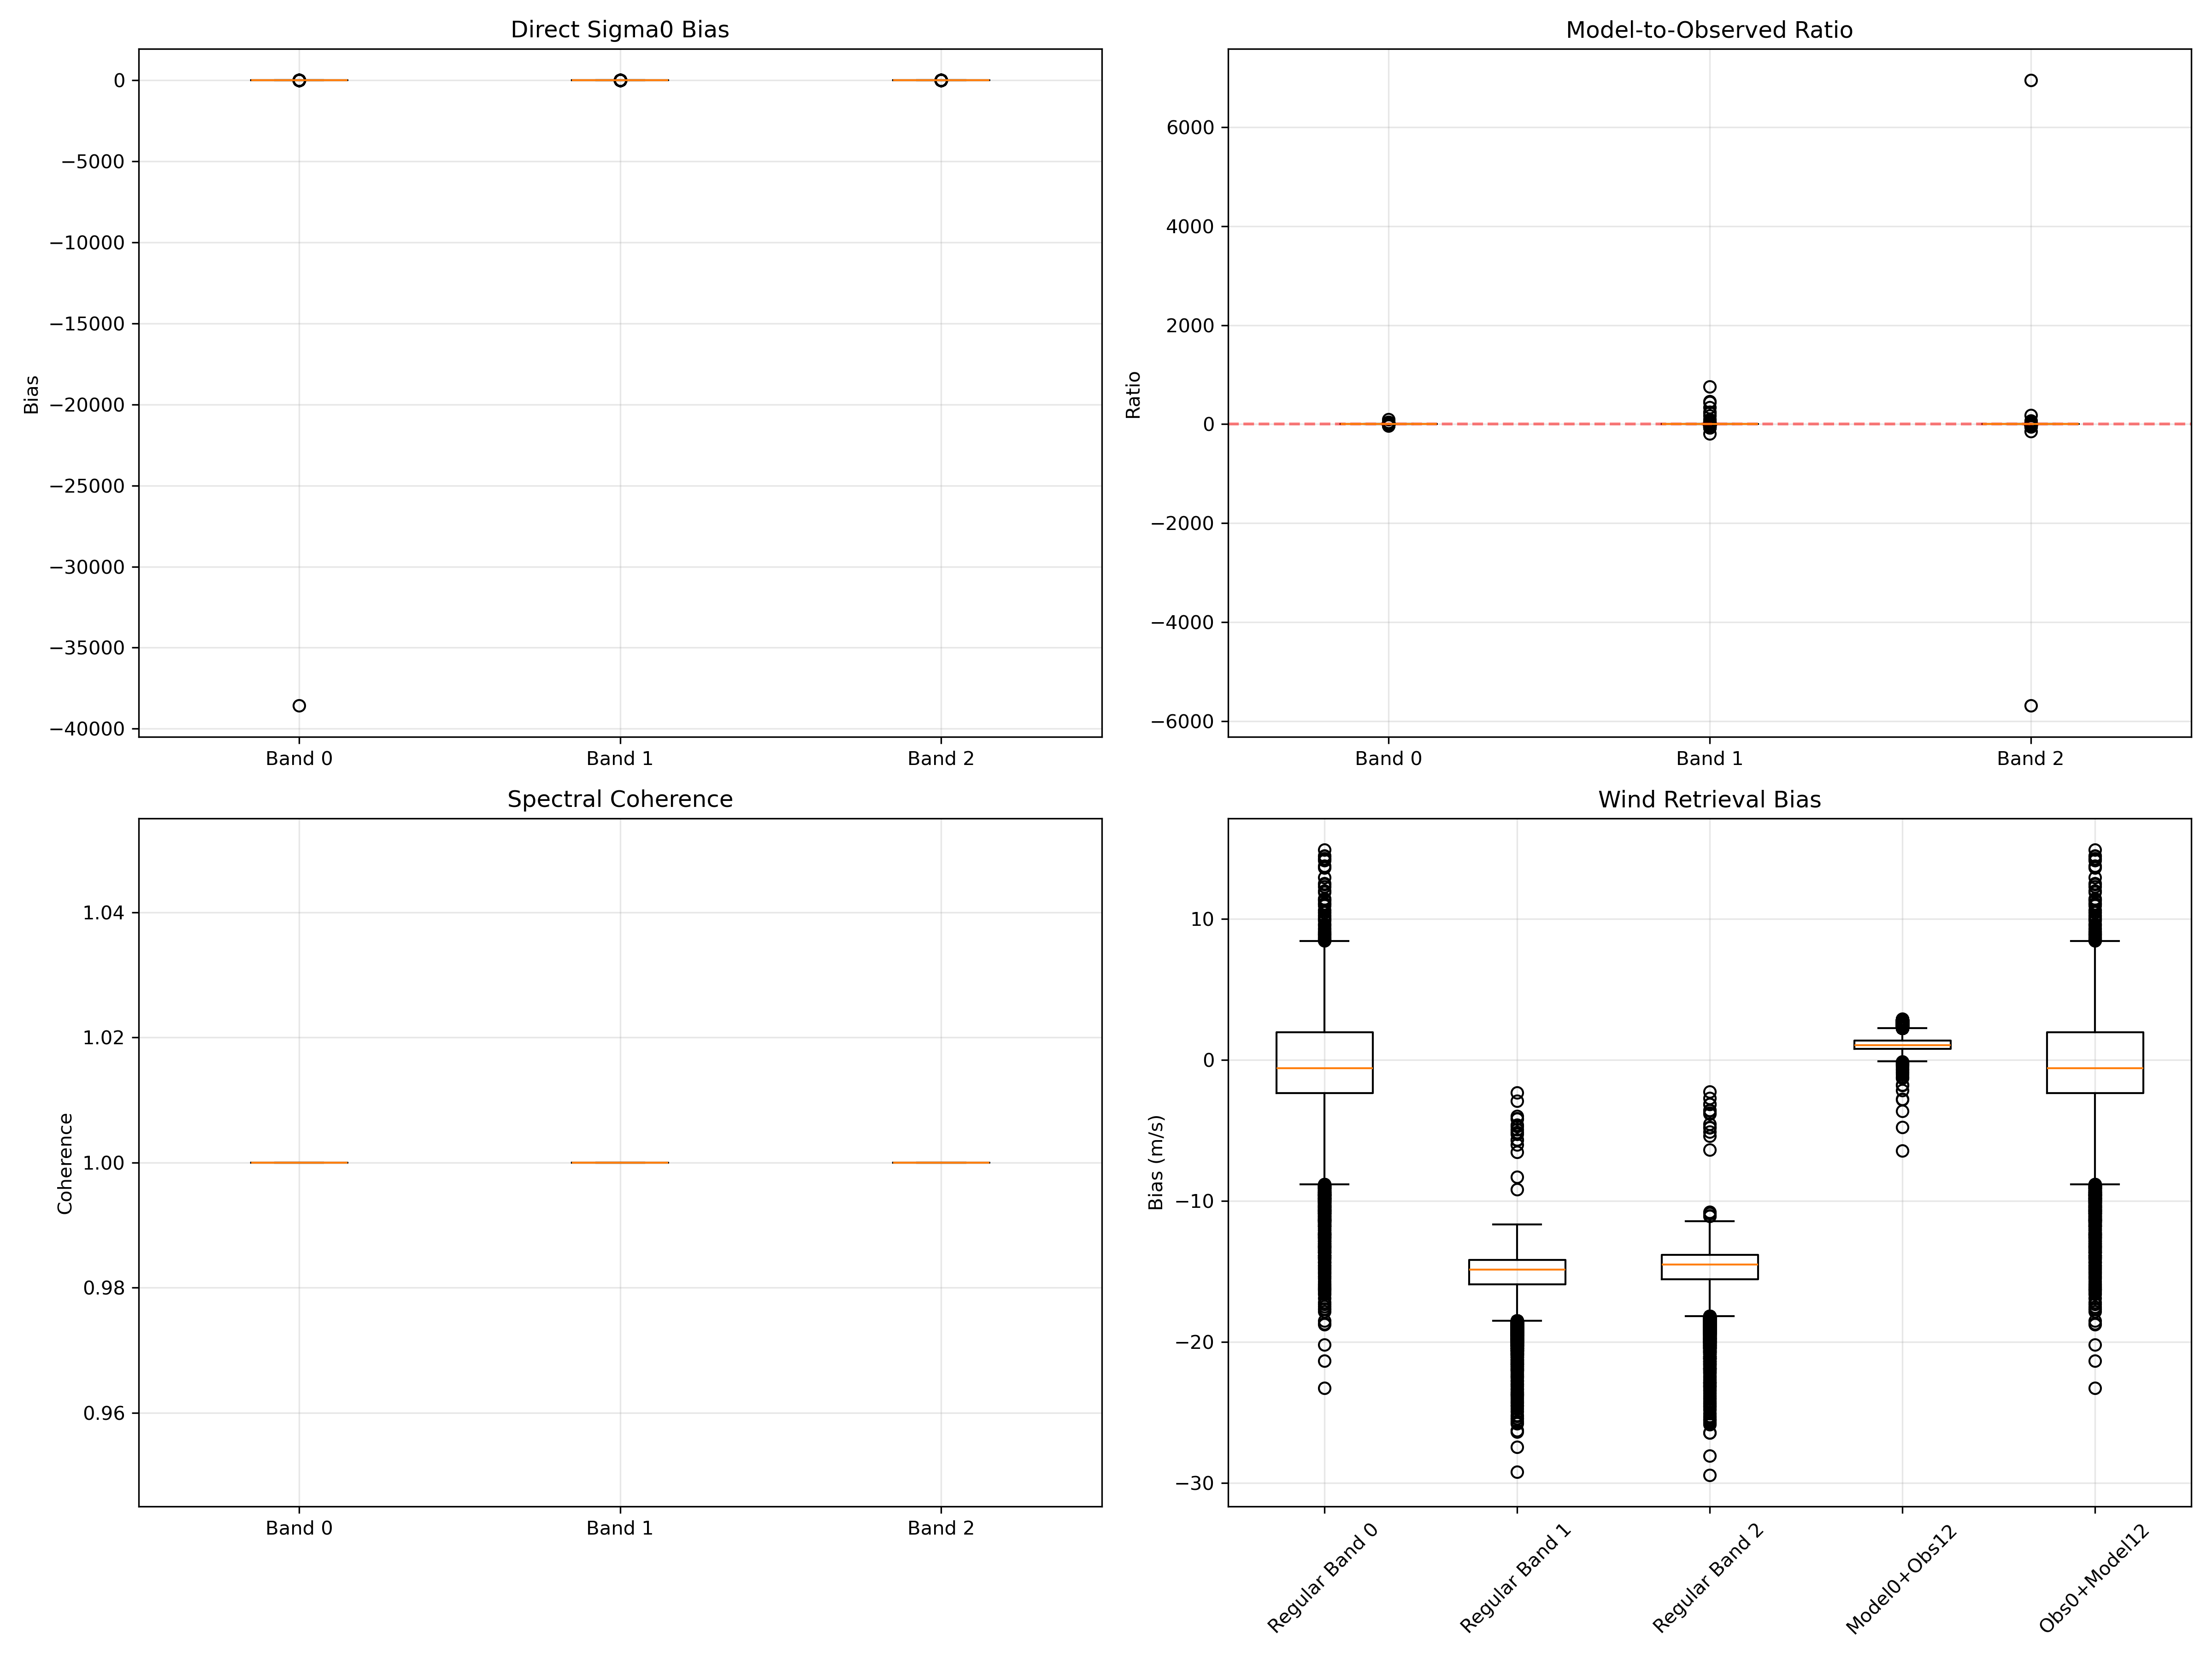 Direct Sigma0 Bias
Bias
0
−5000
−10000
−15000
−20000
−25000
−30000
−35000
−40000
Band 0
Band 1
Band 2
Model-to-Observed Ratio
Ratio
6000
4000
2000
0
−2000
−4000
−6000
Band 0
Band 1
Band 2
Spectral Coherence
Coherence
1.04
1.02
1.00
0.98
0.96
Band 0
Band 1
Band 2
Wind Retrieval Bias
Bias (m/s)
10
0
−10
−20
−30
Regular Band 0
Regular Band 1
Regular Band 2
Model0+Obs12
Obs0+Model12